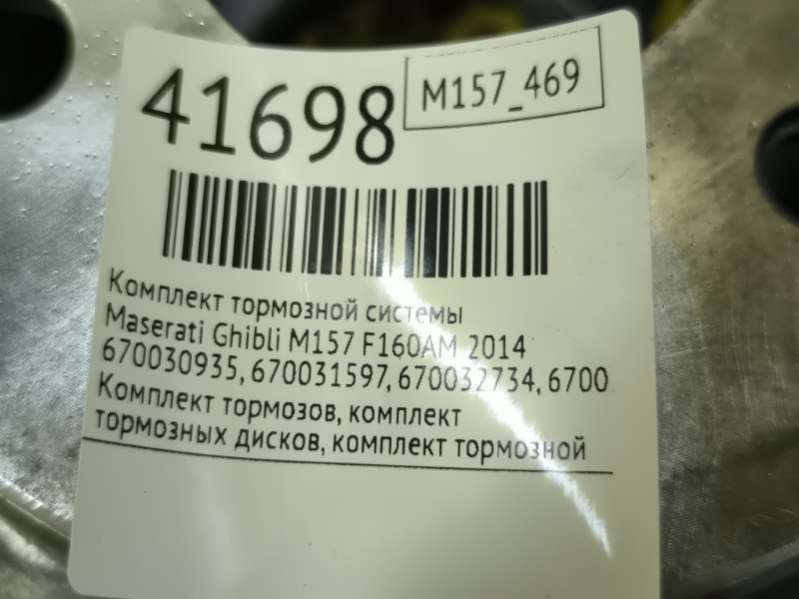 41698
M157_469
Комплект тормозной системы
Maserati Ghibli M157 F160AM 2014
670030935, 670031597, 670032734, 6700
Комплект тормозов, комплект
тормозных дисков, комплект тормозной